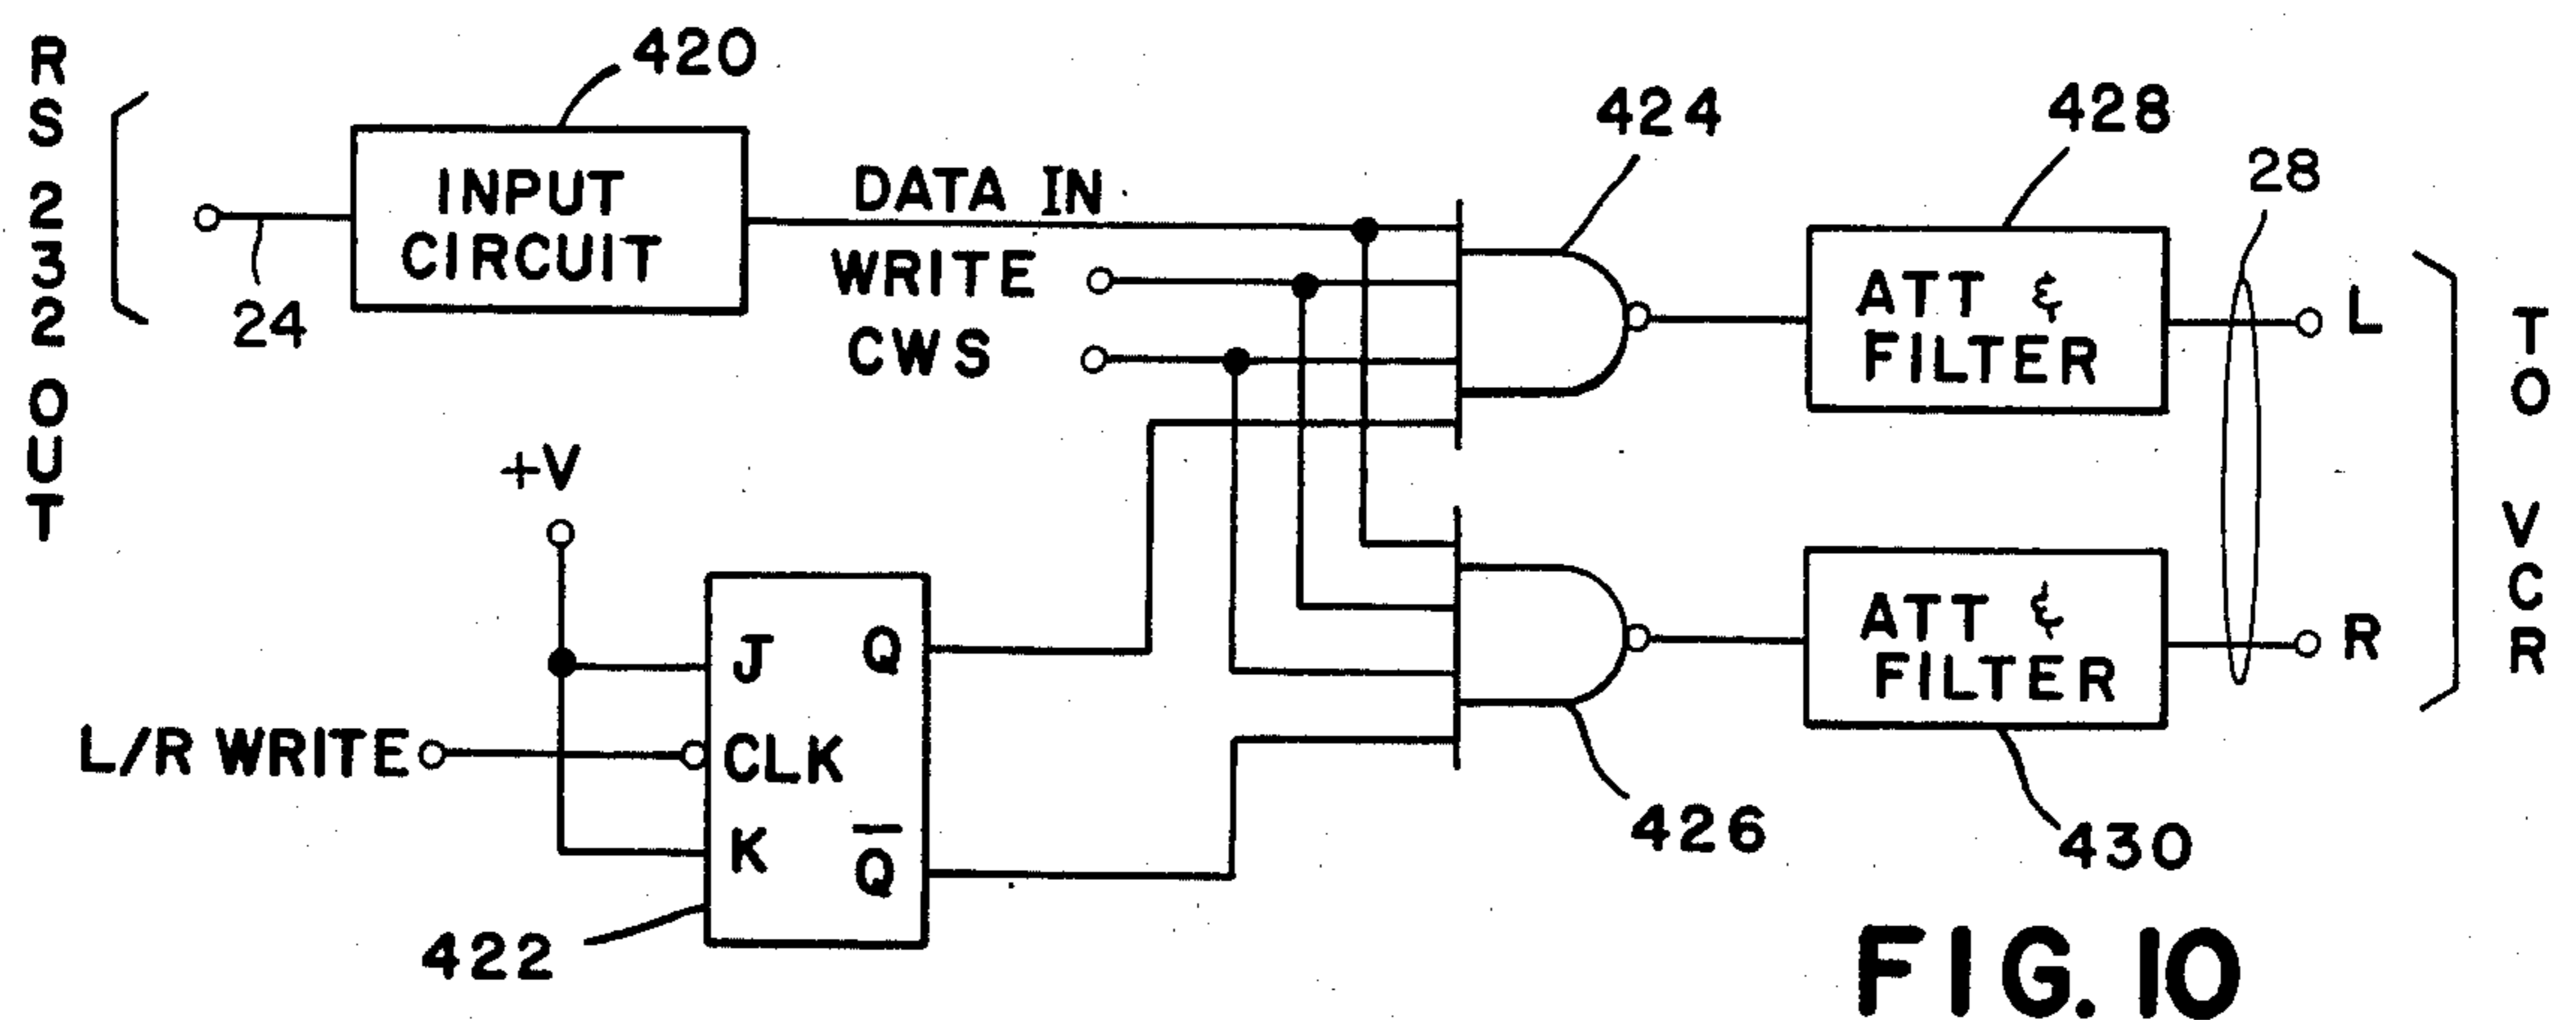 RS 232 OUT
420
INPUT
CIRCUIT
24
DATA IN
WRITE
CWS
424
428
28
ATT &
FILTER
L
TO VCR
+V
J
Q
L/R WRITE
CLK
K
Q̅
422
426
ATT &
FILTER
R
430
FIG. 10